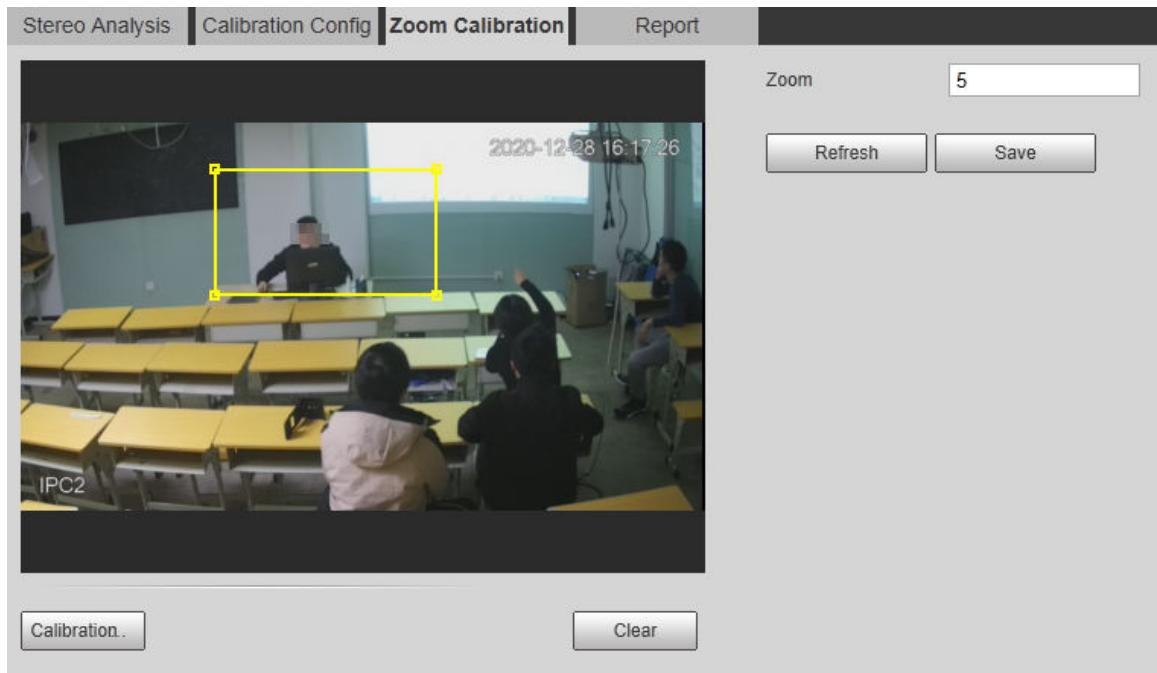 Stereo Analysis Calibration Config Zoom Calibration Report
Zoom 5
2020-12-28 16:17:26
Refresh Save
IPC2
Calibration.. Clear